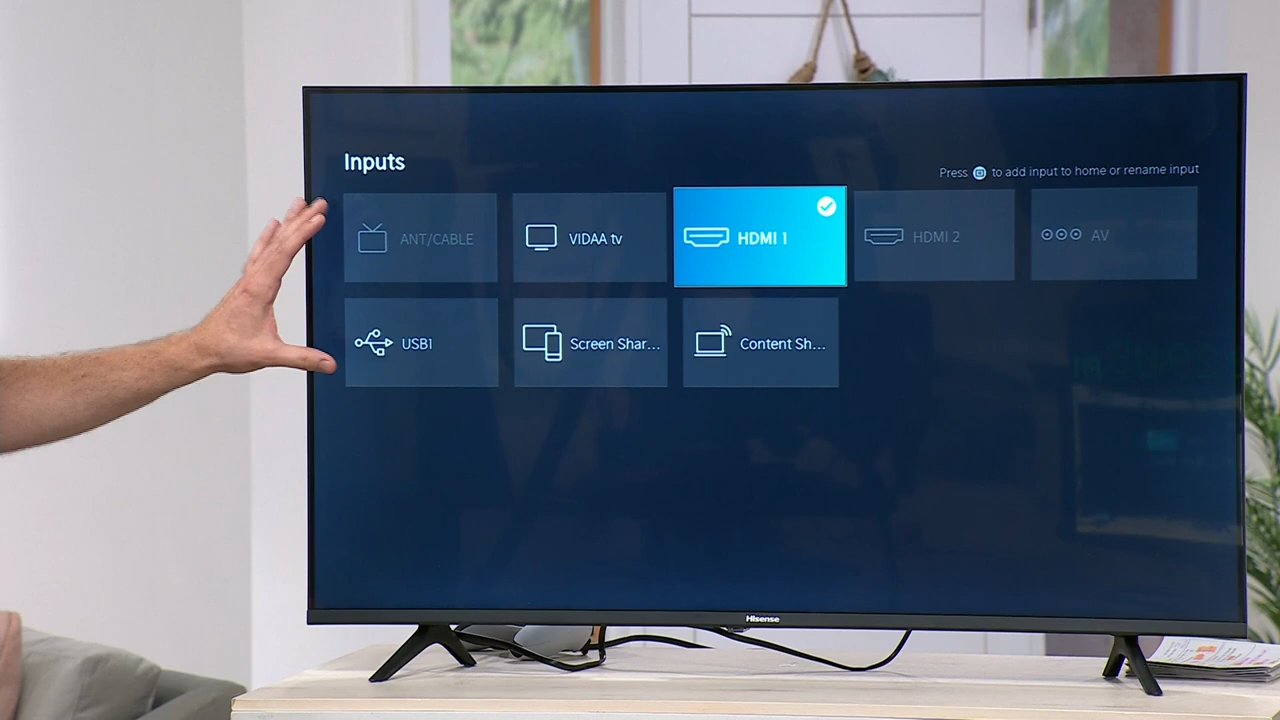 Inputs
Press to add input to home or rename input
ANT/CABLE
VIDAA tv
HDMI 1
HDMI 2
AV
USB1
Screen Shar...
Content Sh...
Hisense